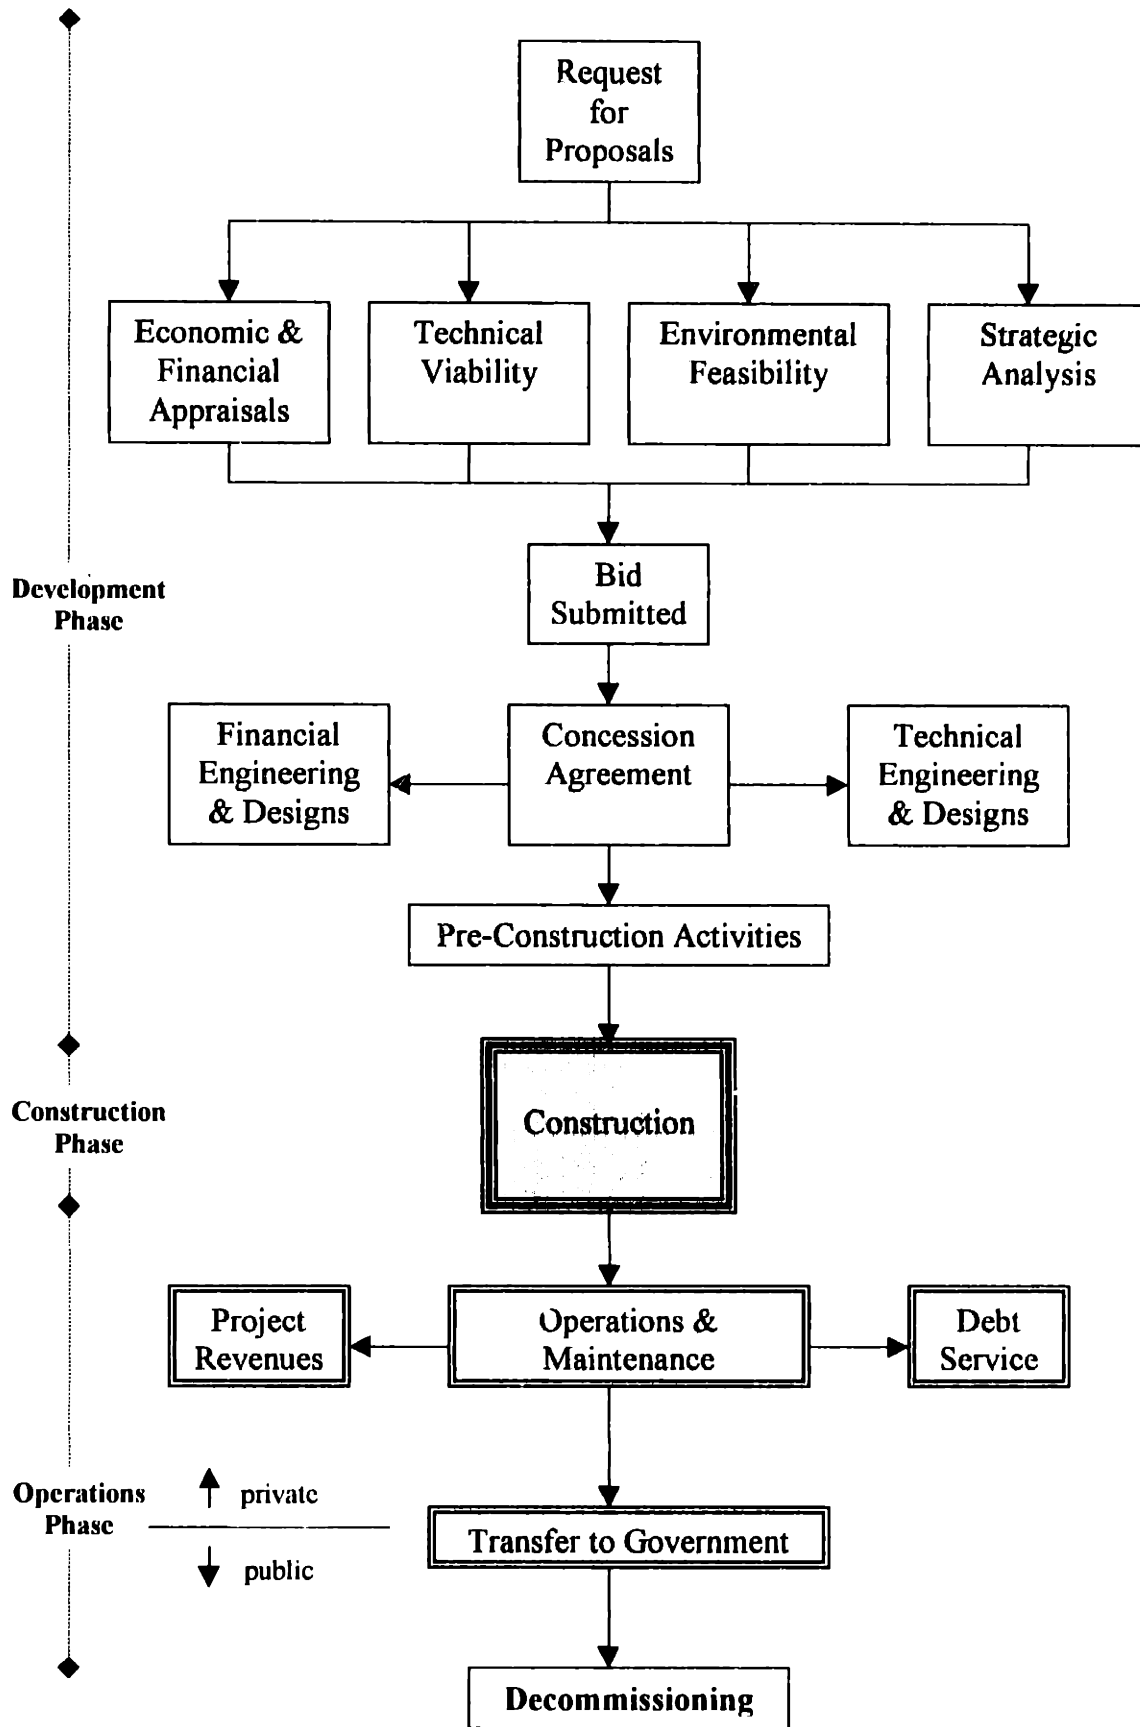 Request
for
Proposals
Economic &
Financial
Appraisals
Technical
Viability
Environmental
Feasibility
Strategic
Analysis
Bid
Submitted
Development
Phase
Financial
Engineering
& Designs
Concession
Agreement
Technical
Engineering
& Designs
Pre-Construction Activities
Construction
Phase
Construction
Project
Revenues
Operations &
Maintenance
Debt
Service
Operations
Phase
private
public
Transfer to Government
Decommissioning